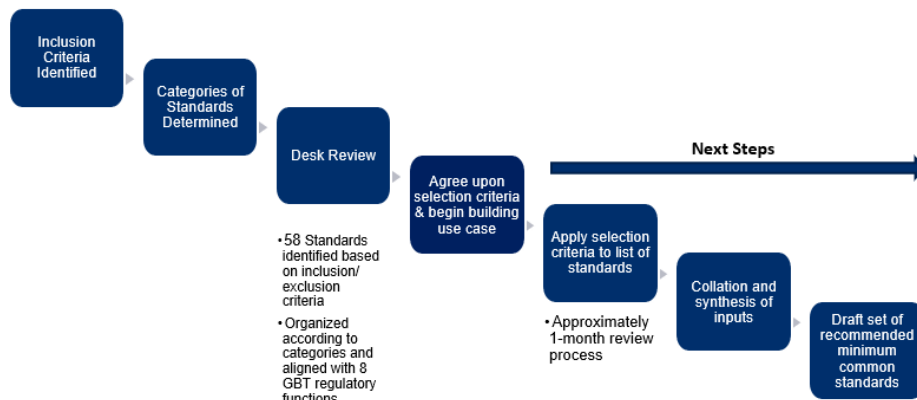 Inclusion
Criteria
Identified
Categories of
Standards
Determined
Desk Review
• 58 Standards
identified based
on inclusion/
exclusion
criteria
• Organized
according to
categories and
aligned with 8
GBT regulatory
functions
Agree upon
selection criteria
& begin building
use case
Next Steps
Apply selection
criteria to list of
standards
• Approximately
1-month review
process
Collation and
synthesis of
inputs
Draft set of
recommended
minimum
common
standards